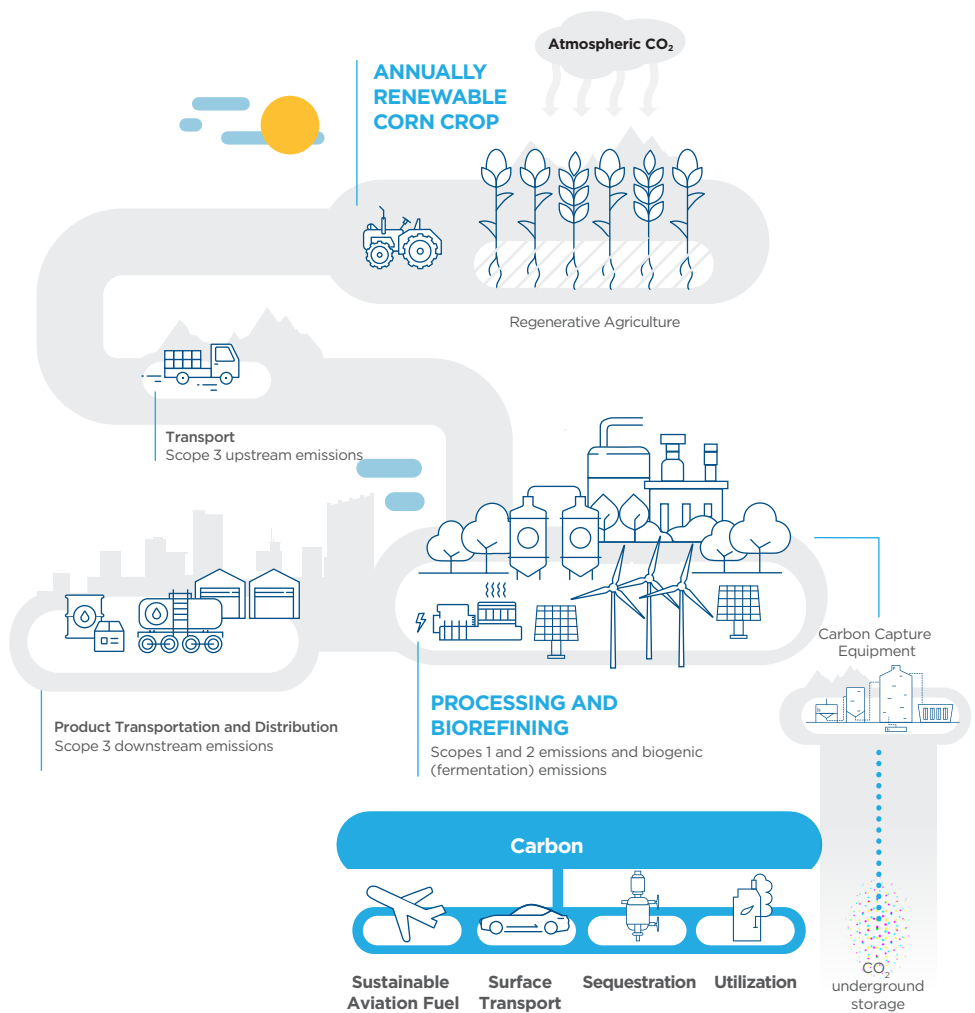 Atmospheric CO₂
ANNUALLY
RENEWABLE
CORN CROP
Regenerative Agriculture
Transport
Scope 3 upstream emissions
Carbon Capture
Equipment
PROCESSING AND
BIOREFINING
Scopes 1 and 2 emissions and biogenic
(fermentation) emissions
Product Transportation and Distribution
Scope 3 downstream emissions
Carbon
Sustainable
Aviation Fuel
Surface
Transport
Sequestration
Utilization
CO₂
underground
storage